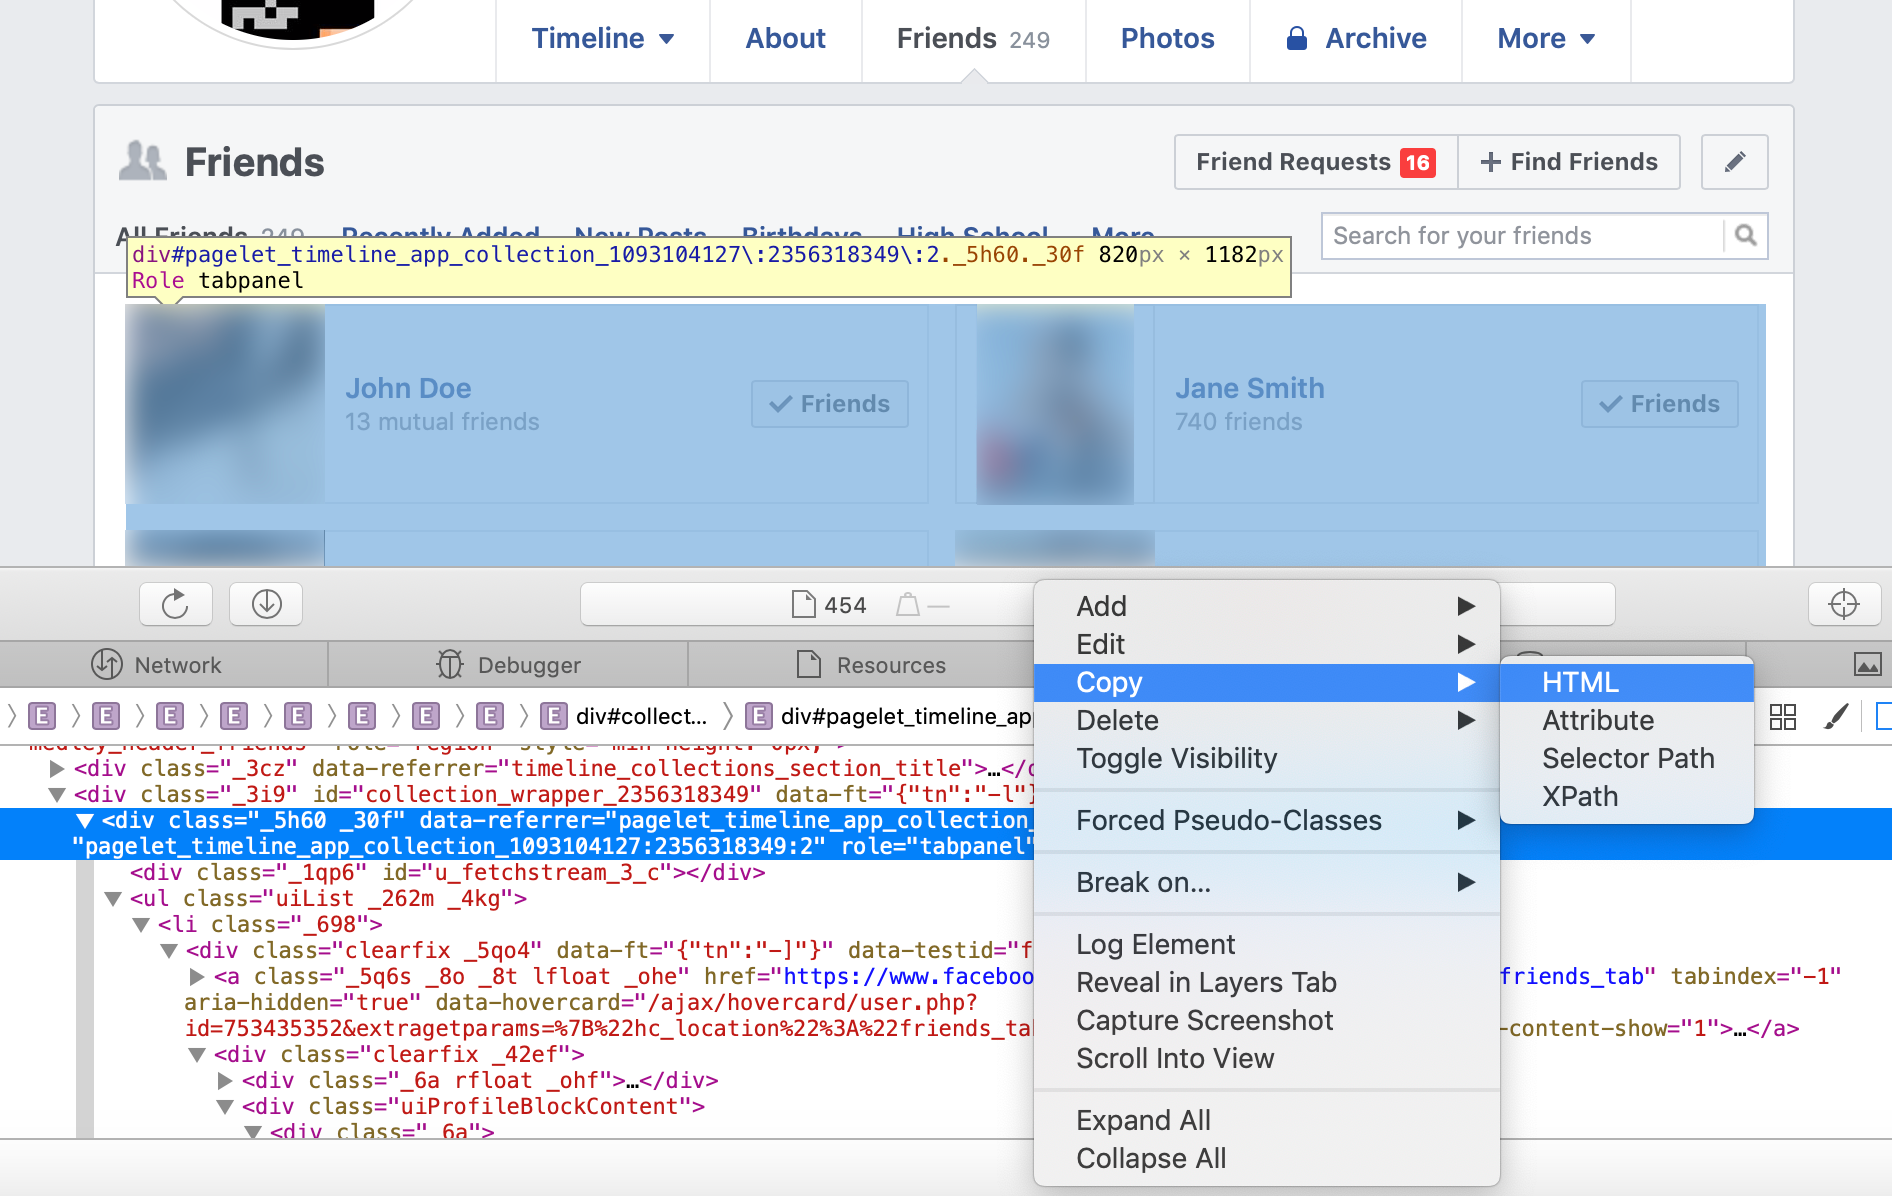 Timeline About Friends 249 Photos Archive More
Friends
Friend Requests 16 Find Friends
All Friends 249 Recently Added New Posts Birthdays High School More
Search for your friends
div#pagelet_timeline_app_collection_1093104127\:2356318349\:2._5h60._30f 820px × 1182px
Role tabpanel
John Doe
13 mutual friends
Friends
Jane Smith
740 friends
Friends
454 —
Network Debugger Resources
E E E E E E E E E div#collect... E div#pagelet_timeline_ap
medley_header_friends" role="region" style="min-height: 0px;">
<div class="_3cz" data-referrer="timeline_collections_section_title">…</d
<div class="_3i9" id="collection_wrapper_2356318349" data-ft="{"tn":"-l"}
<div class="_5h60 _30f" data-referrer="pagelet_timeline_app_collection_
"pagelet_timeline_app_collection_1093104127:2356318349:2" role="tabpanel"
<div class="_1qp6" id="u_fetchstream_3_c"></div>
<ul class="uiList _262m _4kg">
<li class="_698">
<div class="clearfix _5qo4" data-ft="{"tn":"-]"}" data-testid="f
<a class="_5q6s _8o _8t lfloat _ohe" href="https://www.faceboo friends_tab" tabindex="-1"
aria-hidden="true" data-hovercard="/ajax/hovercard/user.php?
id=753435352&extragetparams=%7B%22hc_location%22%3A%22friends_ta -content-show="1">…</a>
<div class="clearfix _42ef">
<div class="_6a rfloat _ohf">…</div>
<div class="uiProfileBlockContent">
<div class="_6a">
Add
Edit
Copy
Delete
Toggle Visibility
Forced Pseudo-Classes
Break on...
Log Element
Reveal in Layers Tab
Capture Screenshot
Scroll Into View
Expand All
Collapse All
HTML
Attribute
Selector Path
XPath